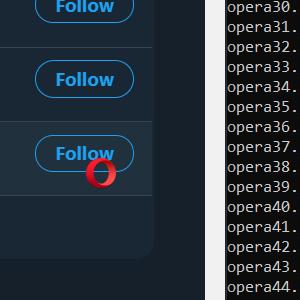 Follow
Follow
Follow
opera30.
opera31.
opera32.
opera33.
opera34.
opera35.
opera36.
opera37.
opera38.
opera39.
opera40.
opera41.
opera42.
opera43.
opera44.